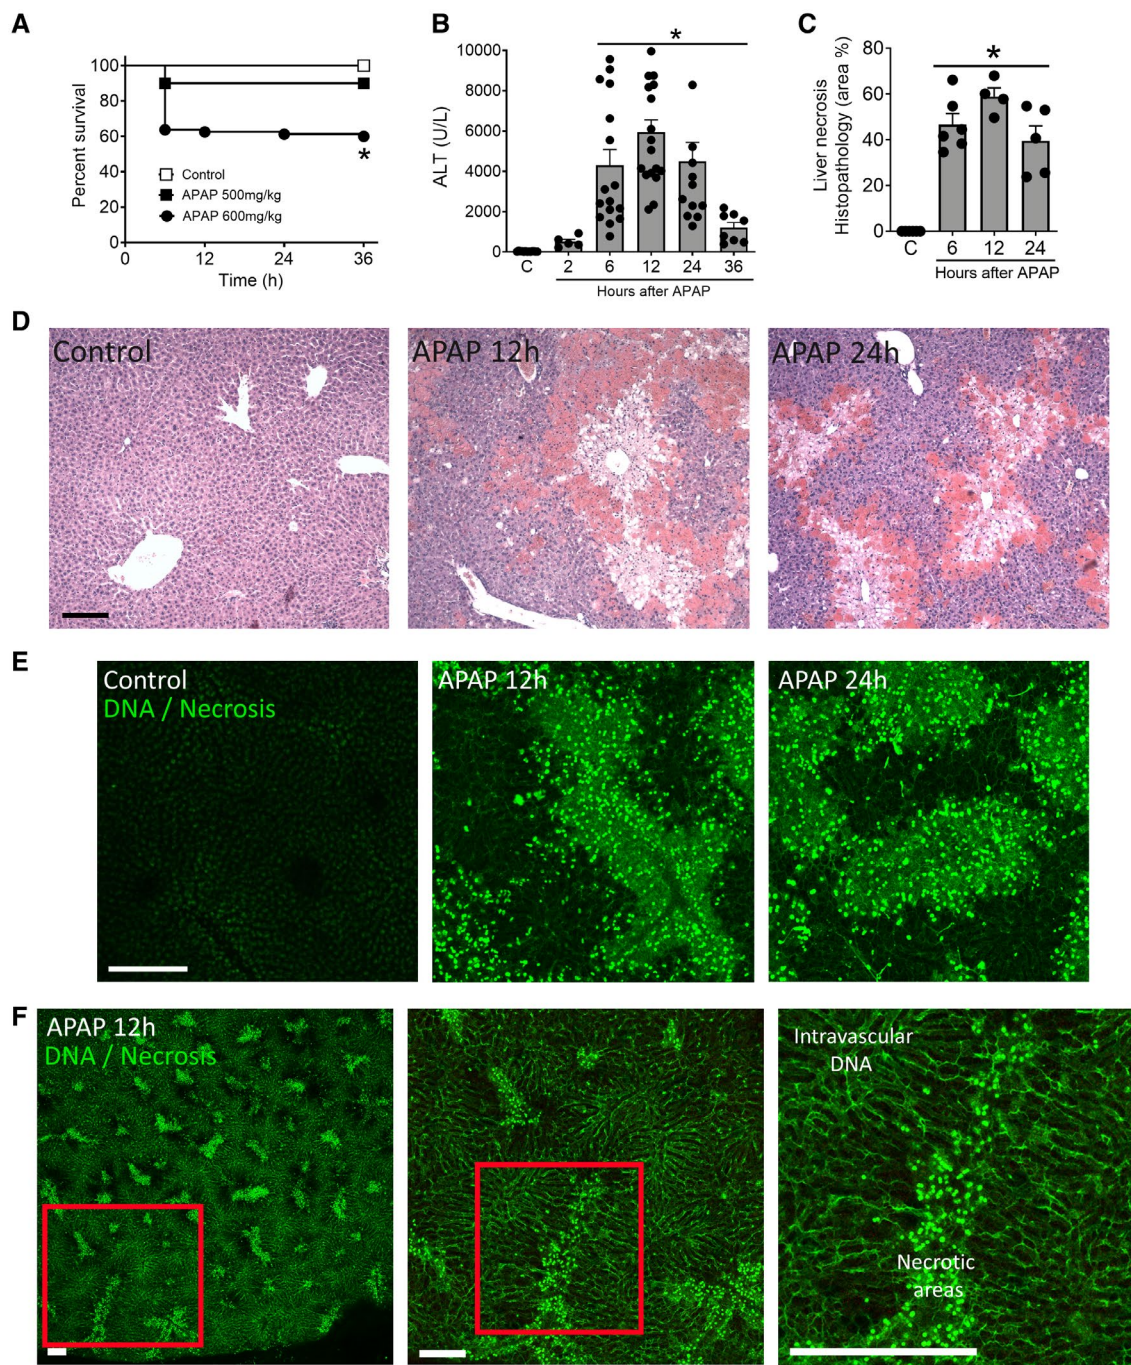 A
Percent survival
100
80
60
40
20
0
0
12
24
36
Time (h)
Control
APAP 500mg/kg
APAP 600mg/kg
*
B
ALT (U/L)
10000
8000
6000
4000
2000
0
*
C
2
6
12
24
36
Hours after APAP
C
Liver necrosis
Histopathology (area %)
80
60
40
20
0
*
C
6
12
24
Hours after APAP
D
Control
APAP 12h
APAP 24h
E
Control
DNA / Necrosis
APAP 12h
APAP 24h
F
APAP 12h
DNA / Necrosis
Intravascular
DNA
Necrotic
areas